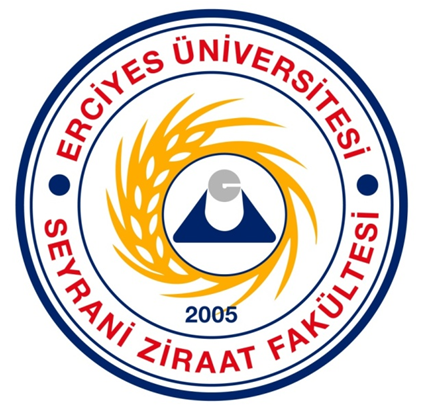 ERCİYES ÜNİVERSİTESİ
2005
SEYRANİ ZİRAAT FAKÜLTESİ